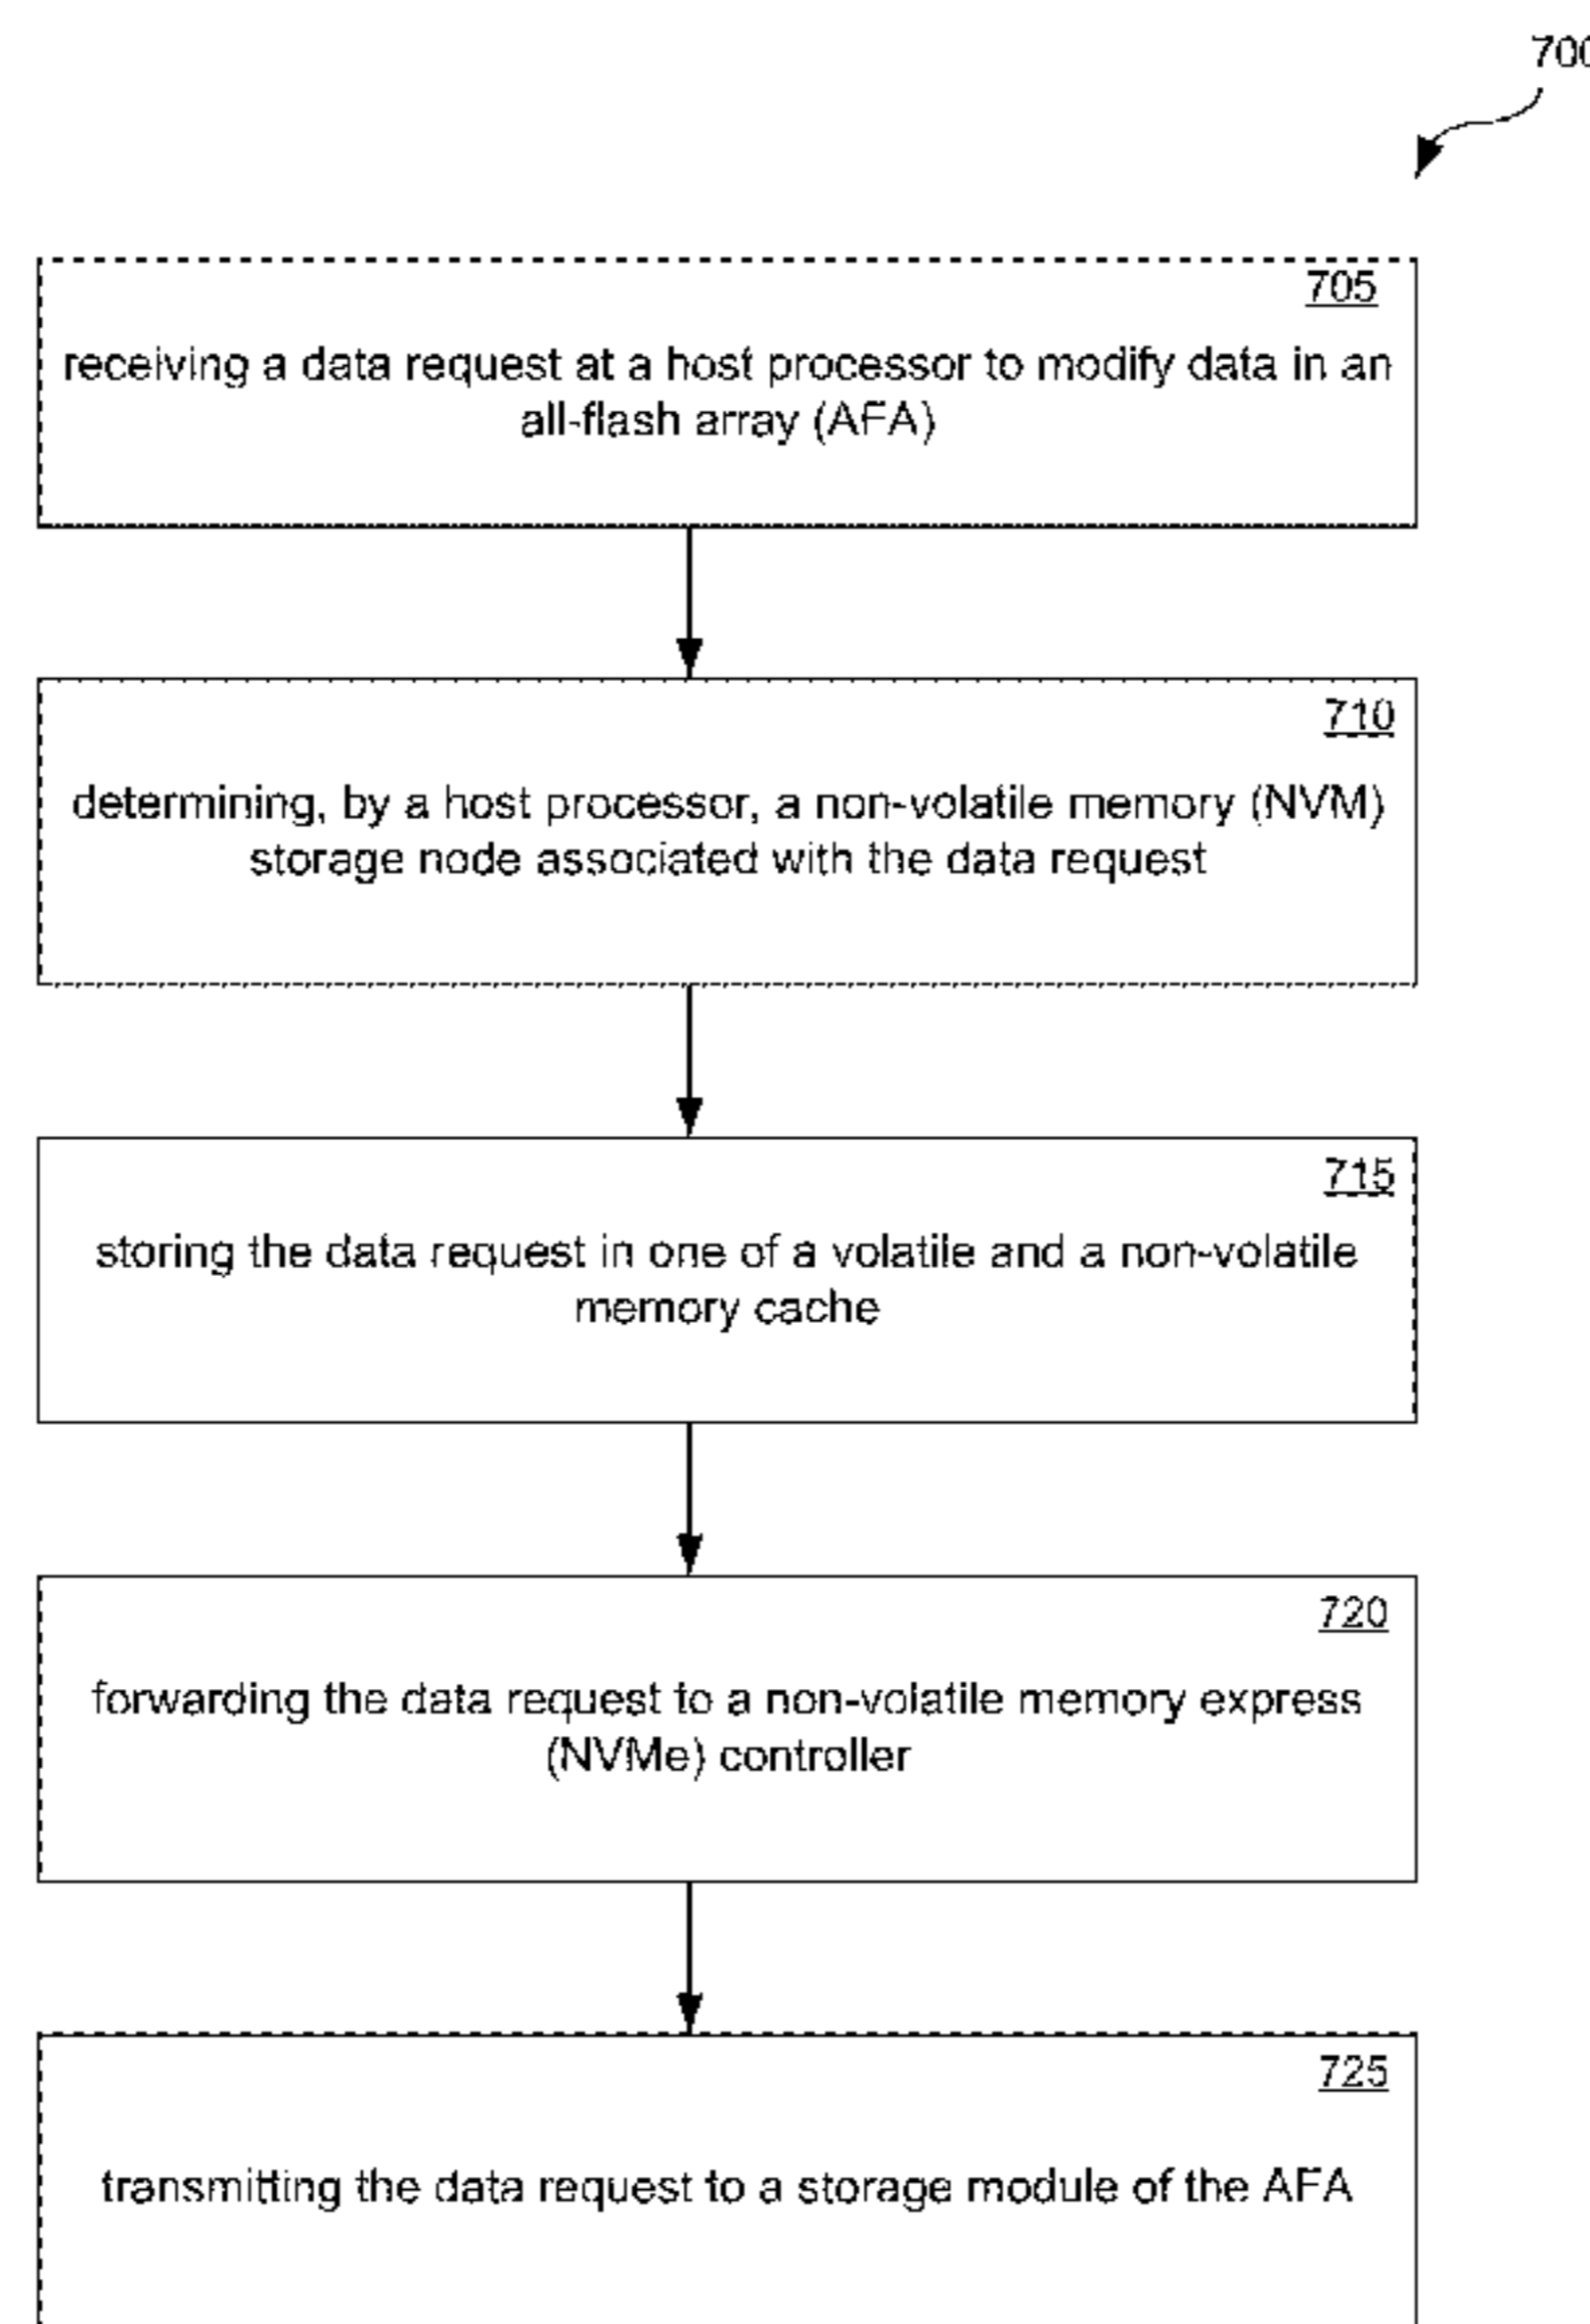 700
705
receiving a data request at a host processor to modify data in an
all-flash array (AFA)
710
determining, by a host processor, a non-volatile memory (NVM)
storage node associated with the data request
715
storing the data request in one of a volatile and a non-volatile
memory cache
720
forwarding the data request to a non-volatile memory express
(NVMe) controller
725
transmitting the data request to a storage module of the AFA